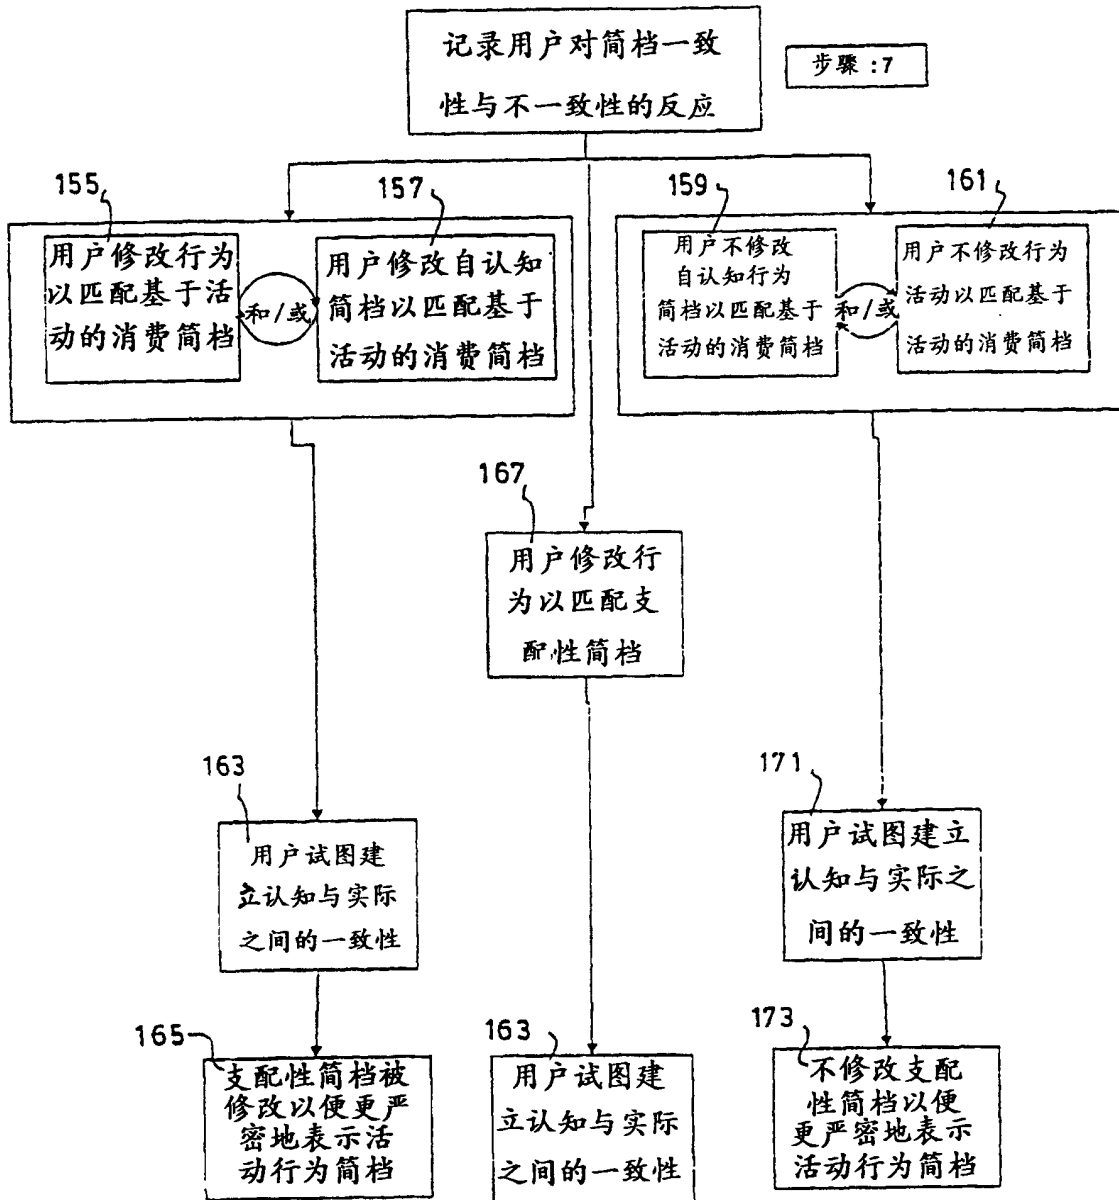 记录用户对简档一致
性与不一致性的反应
步骤:7
155
157
159
161
用户修改行为
以匹配基于活
动的消费简档
和/或
用户修改自认知
简档以匹配基于
活动的消费简档
用户不修改
自认知行为
简档以匹配基于
活动的消费简档
和/或
用户不修改行为
活动以匹配基于
活动的消费简档
167
用户修改行
为以匹配支
配性简档
163
用户试图建
立认知与实际
之间的一致性
171
用户试图建立
认知与实际之
间的一致性
165
支配性简档被
修改以便更严
密地表示活
动行为简档
163
用户试图建
立认知与实际
之间的一致性
173
不修改支配
性简档以便
更严密地表示
活动行为简档